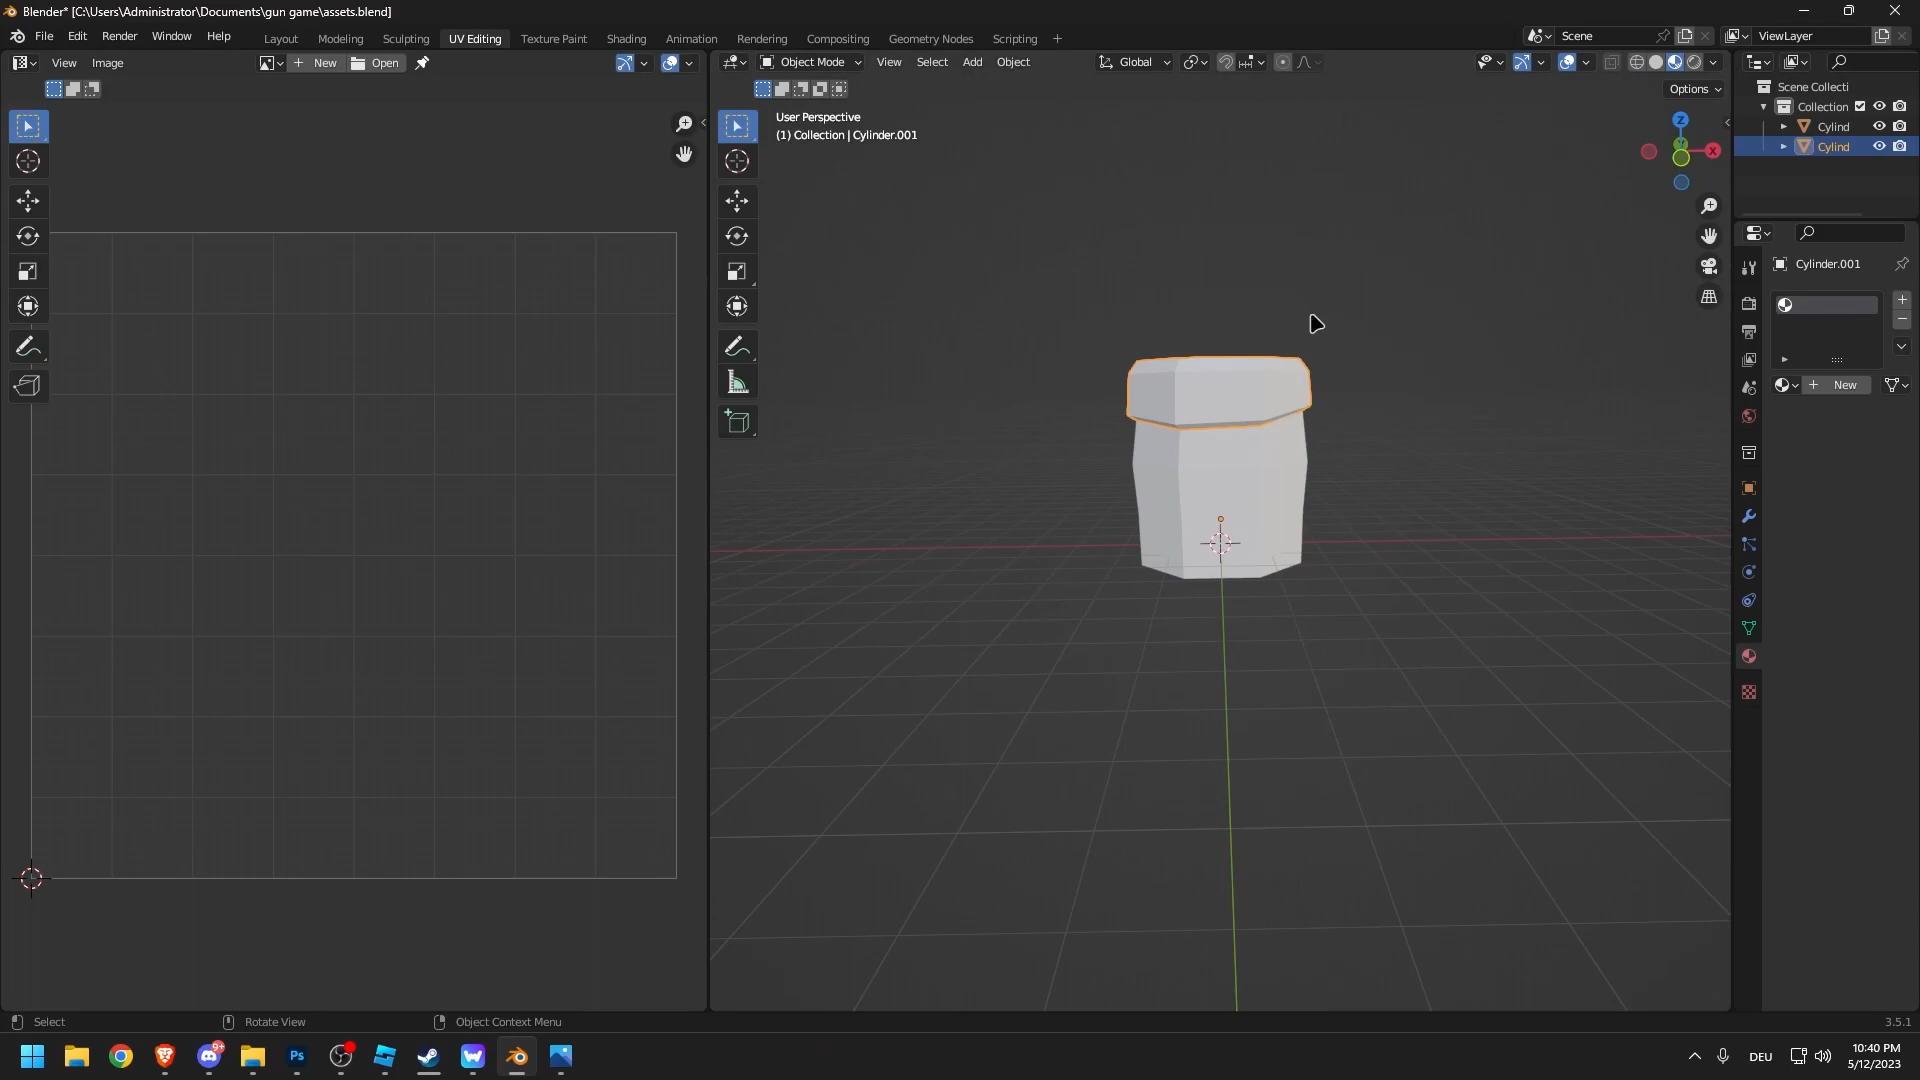 Blender* [C:\Users\Administrator\Documents\gun game\assets.blend]
File Edit Render Window Help
Layout Modeling Sculpting UV Editing Texture Paint Shading Animation Rendering Compositing Geometry Nodes Scripting
Scene
ViewLayer
View Image
New
Open
Object Mode
View Select Add Object
Global
Options
User Perspective
(1) Collection | Cylinder.001
Z
X
Scene Collecti
Collection
Cylind
Cylind
Cylinder.001
New
Select
Rotate View
Object Context Menu
3.5.1
9+
Ps
DEU
10:40 PM
5/12/2023